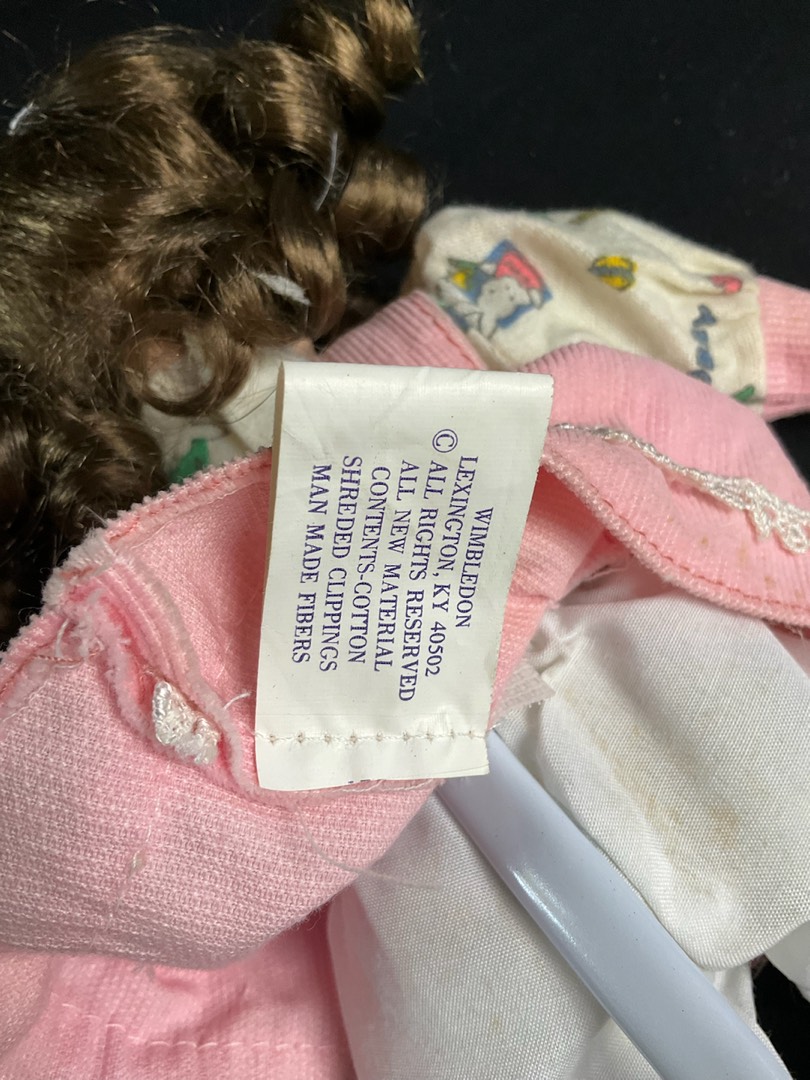 WIMBLEDON
LEXINGTON, KY 40502
© ALL RIGHTS RESERVED
ALL NEW MATERIAL
CONTENTS-COTTON
SHREDED CLIPPINGS
MAN MADE FIBERS